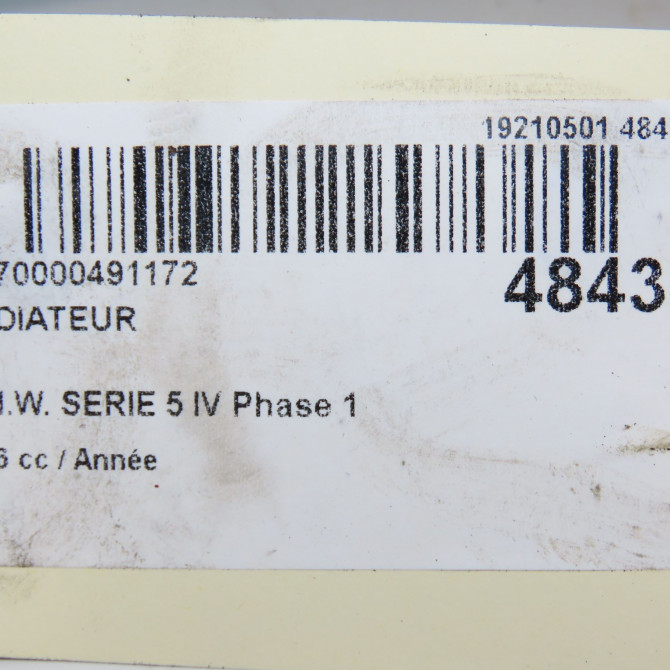 19210501 484
70000491172
4843
DIATEUR
.W. SERIE 5 IV Phase 1
6 cc / Année